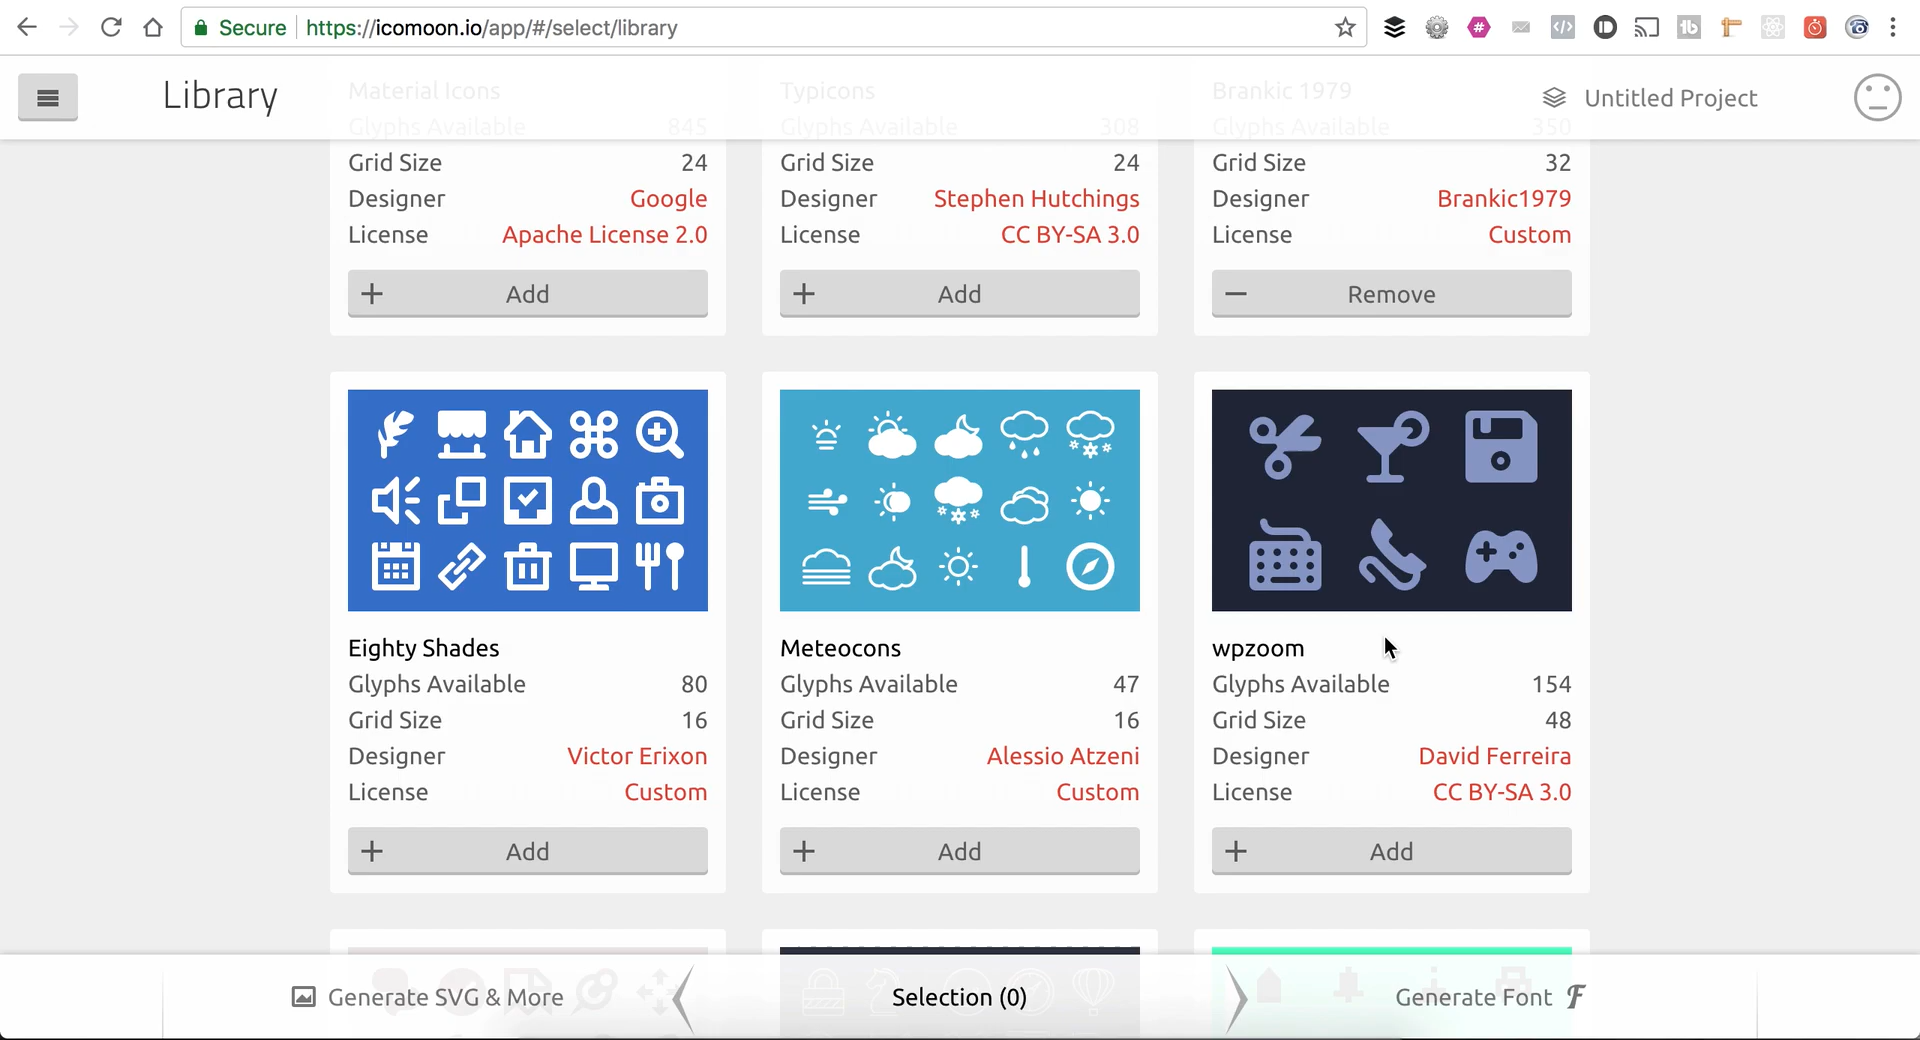 Secure https://icomoon.io/app/#/select/library
Library
Untitled Project
Material Icons
Glyphs Available 845
Grid Size 24
Designer Google
License Apache License 2.0
Add
Typicons
Glyphs Available 308
Grid Size 24
Designer Stephen Hutchings
License CC BY-SA 3.0
Add
Brankic 1979
Glyphs Available 350
Grid Size 32
Designer Brankic1979
License Custom
Remove
Eighty Shades
Glyphs Available 80
Grid Size 16
Designer Victor Erixon
License Custom
Add
Meteocons
Glyphs Available 47
Grid Size 16
Designer Alessio Atzeni
License Custom
Add
wpzoom
Glyphs Available 154
Grid Size 48
Designer David Ferreira
License CC BY-SA 3.0
Add
Generate SVG & More
Selection (0)
Generate Font